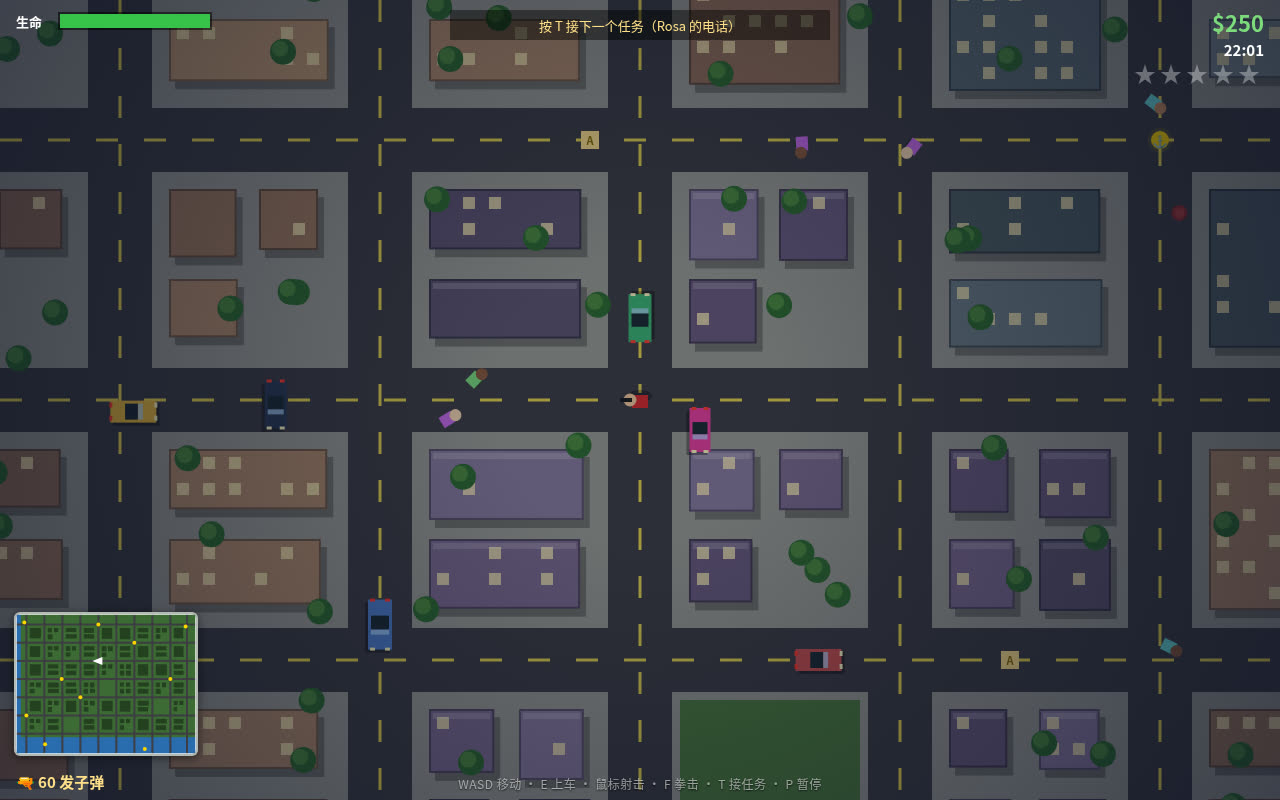 生命
按 T 接下一个任务（Rosa 的电话）
$250
22:01
A
A
60 发子弹
WASD 移动 · E 上车 · 鼠标射击 · F 拳击 · T 接任务 · P 暂停